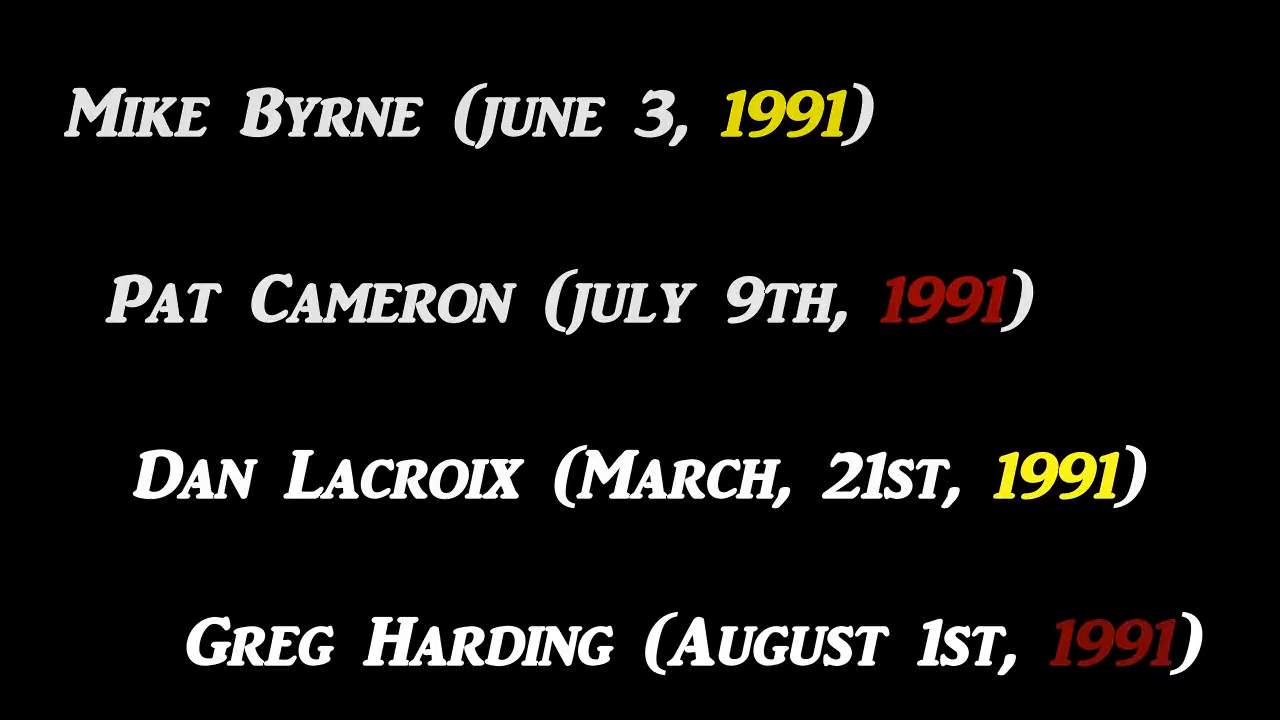 Mike Byrne (June 3, 1991)
Pat Cameron (July 9th, 1991)
Dan Lacroix (March, 21st, 1991)
Greg Harding (August 1st, 1991)